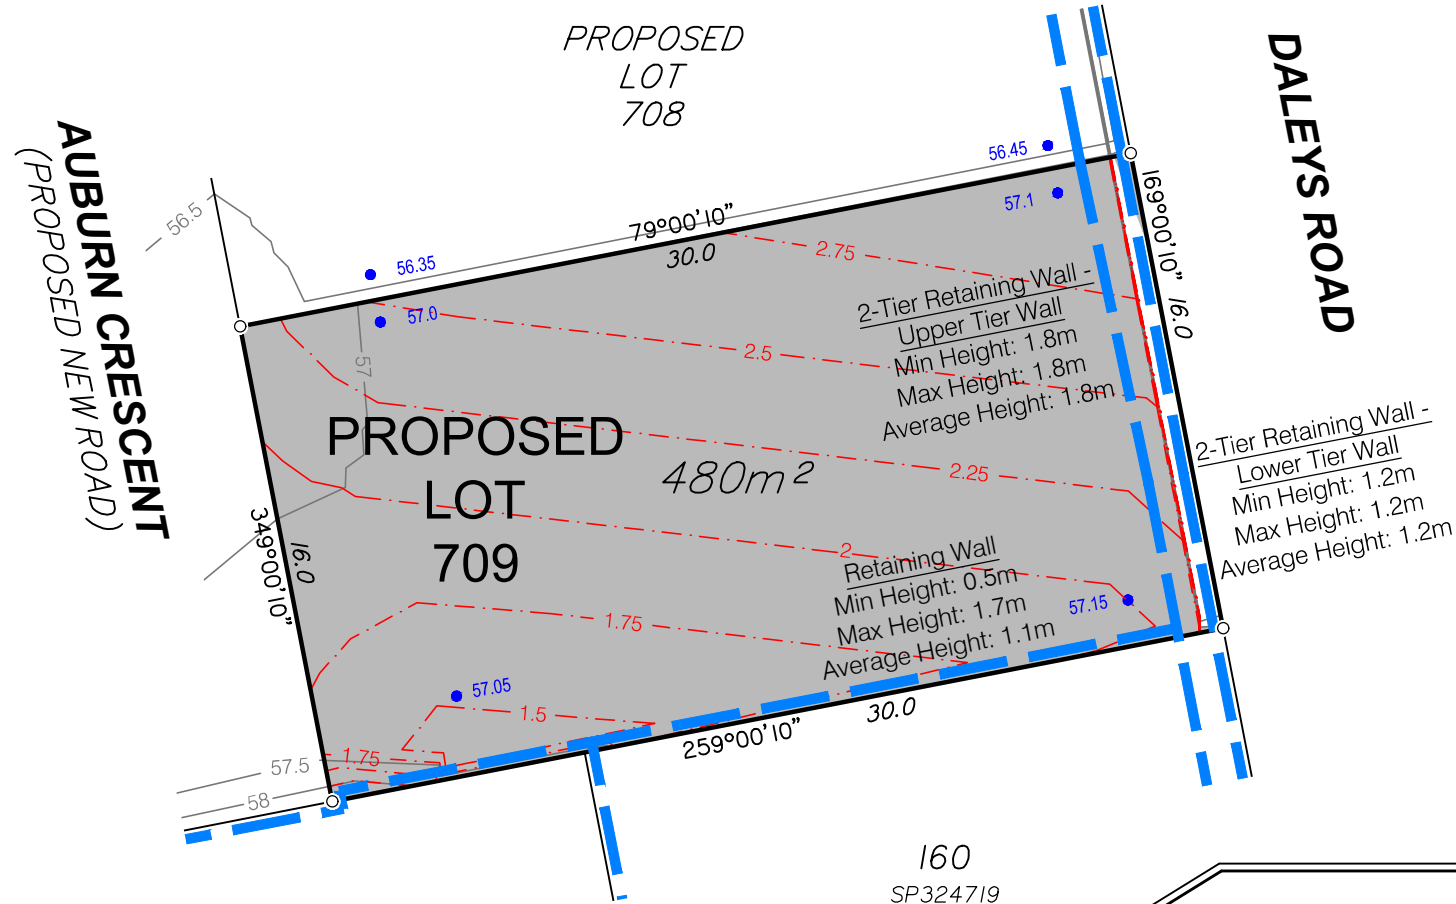 PROPOSED
LOT
708
AUBURN CRESCENT
(PROPOSED NEW ROAD)
DALEYS ROAD
56.5
56.45
57.1
56.35
57.0
79°00'10"
30.0
169°00'10"
16.0
2.75
2.5
57
2-Tier Retaining Wall -
Upper Tier Wall
Min Height: 1.8m
Max Height: 1.8m
Average Height: 1.8m
PROPOSED
LOT
709
480m²
2.25
2-Tier Retaining Wall -
Lower Tier Wall
Min Height: 1.2m
Max Height: 1.2m
Average Height: 1.2m
349°00'10"
16.0
2
Retaining Wall
Min Height: 0.5m
Max Height: 1.7m
Average Height: 1.1m
57.15
1.75
57.05
1.5
1.75
57.5
58
259°00'10"
30.0
160
SP324719